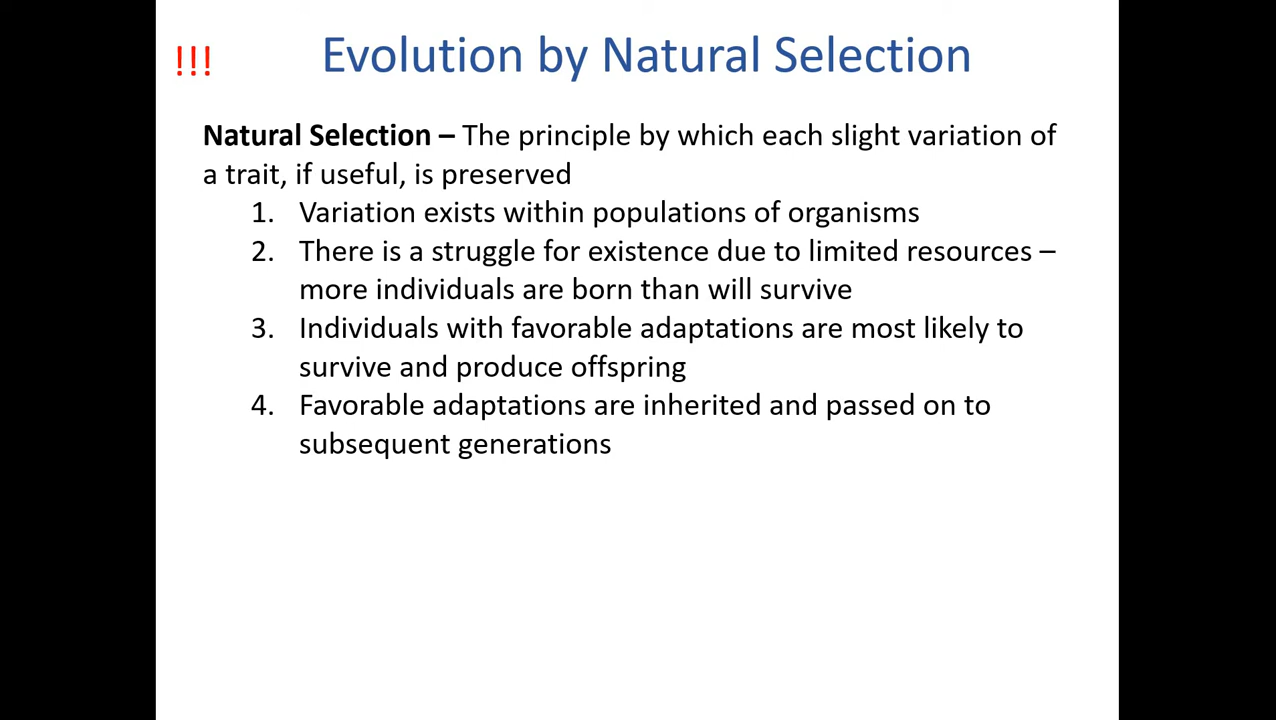 !!!
Evolution by Natural Selection
Natural Selection – The principle by which each slight variation of
a trait, if useful, is preserved
1. Variation exists within populations of organisms
2. There is a struggle for existence due to limited resources –
more individuals are born than will survive
3. Individuals with favorable adaptations are most likely to
survive and produce offspring
4. Favorable adaptations are inherited and passed on to
subsequent generations